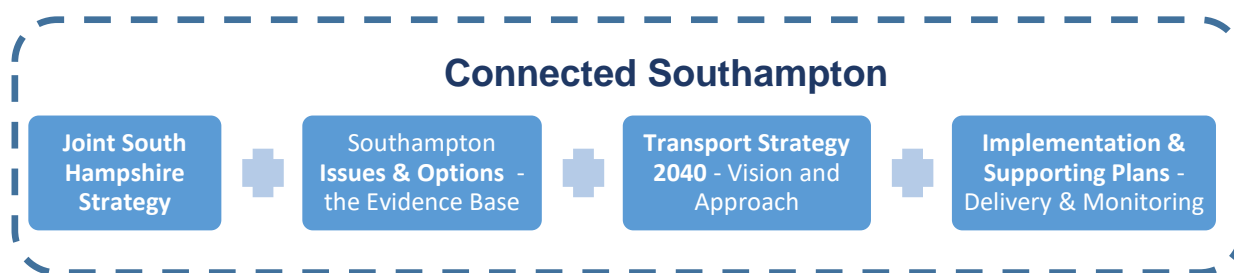 Connected Southampton
Joint South
Hampshire
Strategy
Southampton
Issues & Options -
the Evidence Base
Transport Strategy
2040 - Vision and
Approach
Implementation &
Supporting Plans -
Delivery & Monitoring